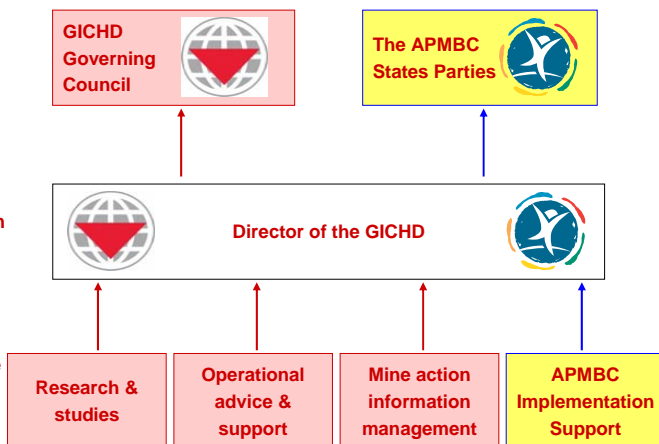 GICHD
Governing
Council
The APMBC
States Parties
Director of the GICHD
Research &
studies
Operational
advice &
support
Mine action
information
management
APMBC
Implementation
Support